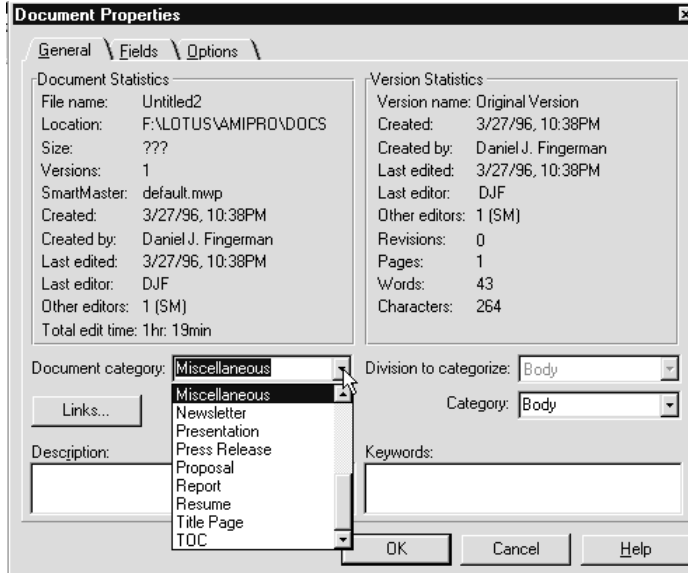 Document Properties
General Fields Options
Document Statistics
File name: Untitled2
Location: F:\LOTUS\AMIPRO\DOCS
Size: ???
Versions: 1
SmartMaster: default.mwp
Created: 3/27/96, 10:38PM
Created by: Daniel J. Fingerman
Last edited: 3/27/96, 10:38PM
Last editor: DJF
Other editors: 1 (SM)
Total edit time: 1hr: 19min
Version Statistics
Version name: Original Version
Created: 3/27/96, 10:38PM
Created by: Daniel J. Fingerman
Last edited: 3/27/96, 10:38PM
Last editor: DJF
Other editors: 1 (SM)
Revisions: 0
Pages: 1
Words: 43
Characters: 264
Document category: Miscellaneous
Miscellaneous
Newsletter
Presentation
Press Release
Proposal
Report
Resume
Title Page
TOC
Links...
Description:
Division to categorize: Body
Category: Body
Keywords:
OK Cancel Help